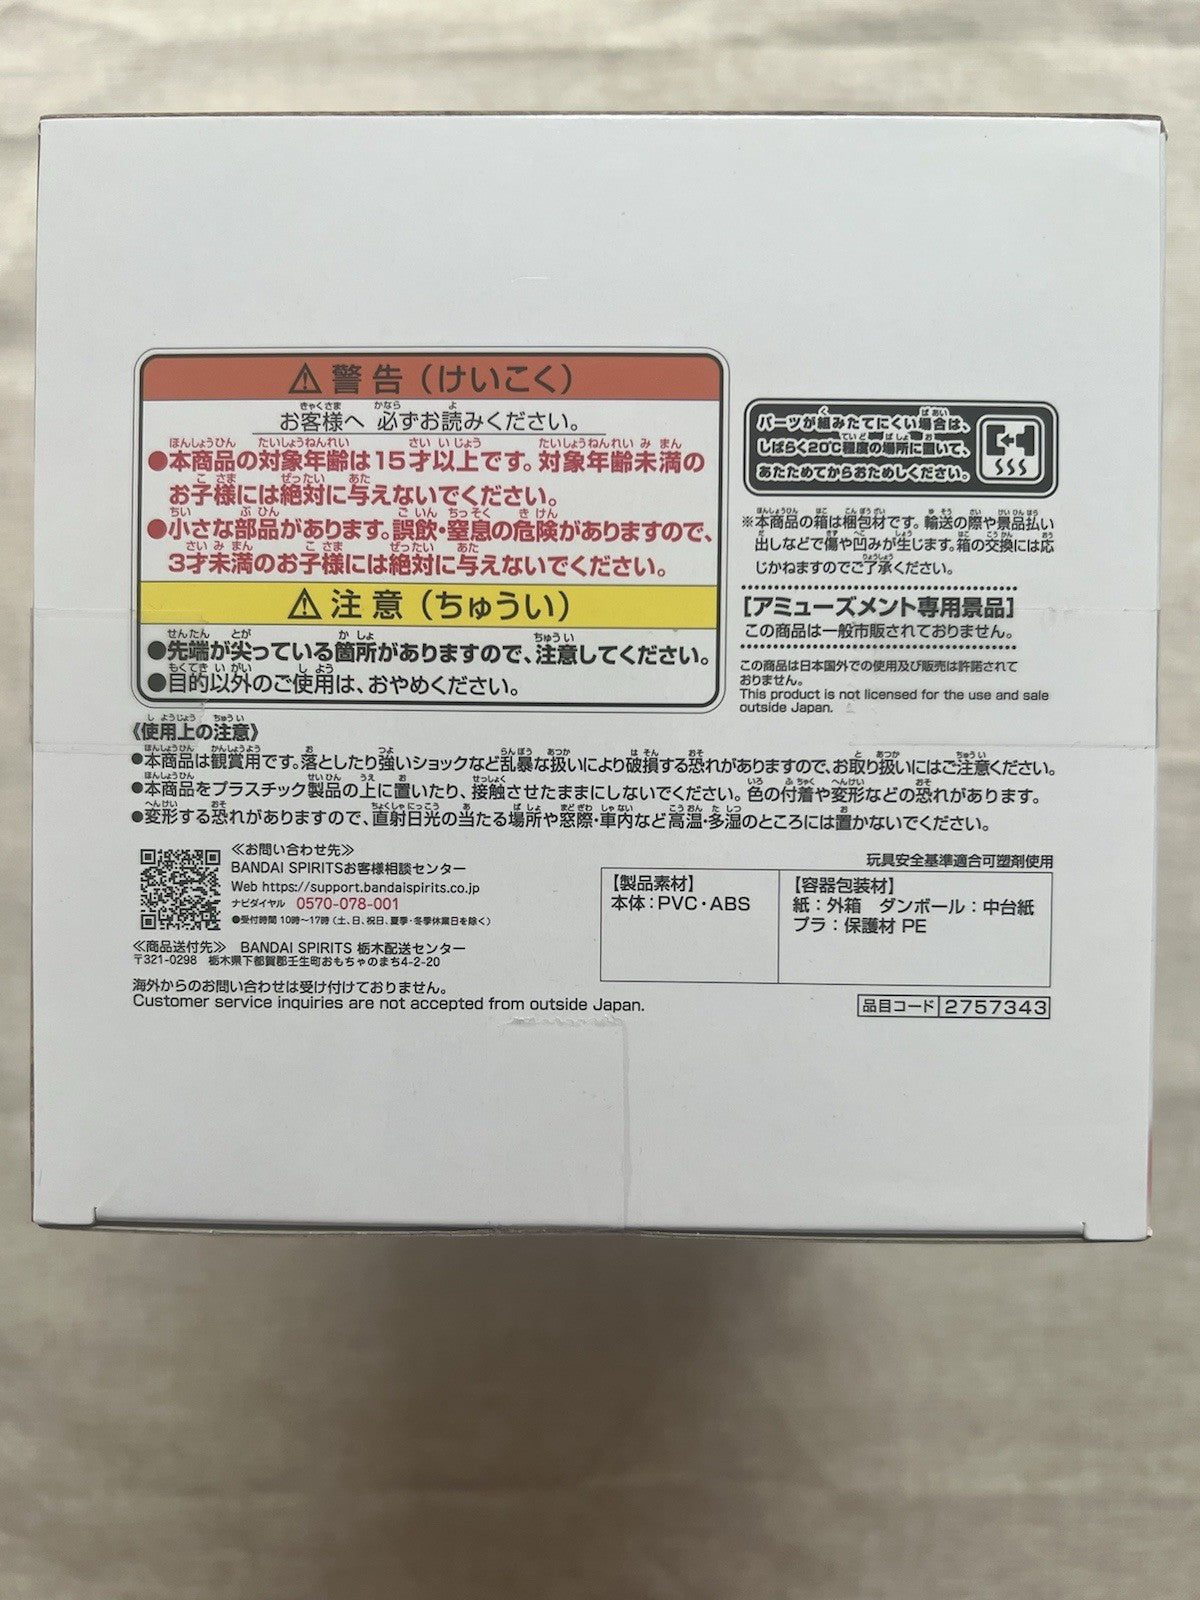 ⚠警告（けいこく）
お客様へ 必ずお読みください。
●本商品の対象年齢は15才以上です。対象年齢未満の
お子様には絶対に与えないでください。
●小さな部品があります。誤飲・窒息の危険がありますので、
3才未満のお子様には絶対に与えないでください。
⚠注意（ちゅうい）
●先端が尖っている箇所がありますので、注意してください。
●目的以外のご使用は、おやめください。
パーツが組みたてにくい場合は、
しばらく20℃程度の場所に置いて、
あたためてからおためしください。
※本商品の箱は梱包材です。輸送の際や景品払い
出しなどで傷や凹みが生じます。箱の交換には応
じかねますのでご了承ください。
［アミューズメント専用景品］
この商品は一般市販されておりません。
この商品は日本国外での使用及び販売は許諾されて
おりません。
This product is not licensed for the use and sale
outside Japan.
《使用上の注意》
●本商品は観賞用です。落としたり強いショックなど乱暴な扱いにより破損する恐れがありますので、お取り扱いにはご注意ください。
●本商品をプラスチック製品の上に置いたり、接触させたままにしないでください。色の付着や変形などの恐れがあります。
●変形する恐れがありますので、直射日光の当たる場所や窓際・車内など高温・多湿のところには置かないでください。
≪お問い合わせ先≫
BANDAI SPIRITSお客様相談センター
Web https://support.bandaispirits.co.jp
ナビダイヤル 0570-078-001
●受付時間 10時〜17時（土、日、祝日、夏季・冬季休業日を除く）
≪商品送付先≫ BANDAI SPIRITS 栃木配送センター
〒321-0298 栃木県下都賀郡壬生町おもちゃのまち4-2-20
海外からのお問い合わせは受け付けておりません。
Customer service inquiries are not accepted from outside Japan.
玩具安全基準適合可塑剤使用
【製品素材】
本体：PVC・ABS
【容器包装材】
紙：外箱 ダンボール：中台紙
プラ：保護材 PE
品目コード 2757343